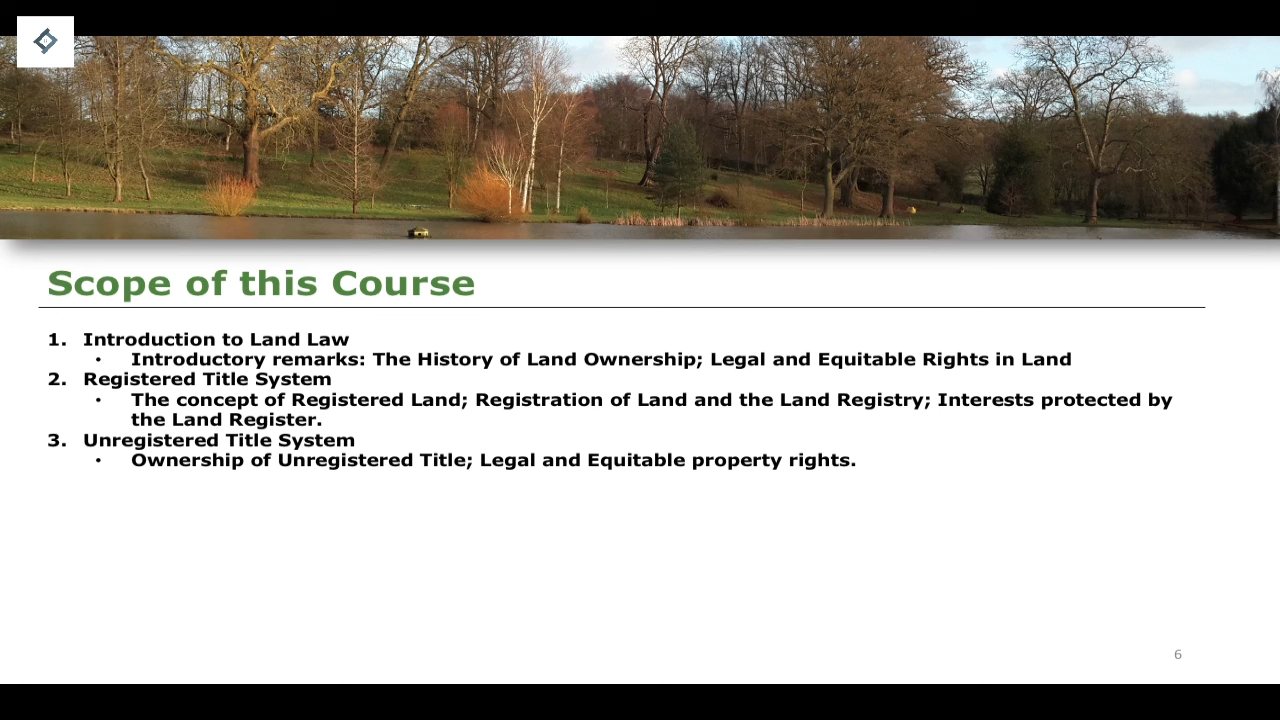 Scope of this Course
1. Introduction to Land Law
• Introductory remarks: The History of Land Ownership; Legal and Equitable Rights in Land
2. Registered Title System
• The concept of Registered Land; Registration of Land and the Land Registry; Interests protected by
the Land Register.
3. Unregistered Title System
• Ownership of Unregistered Title; Legal and Equitable property rights.
6